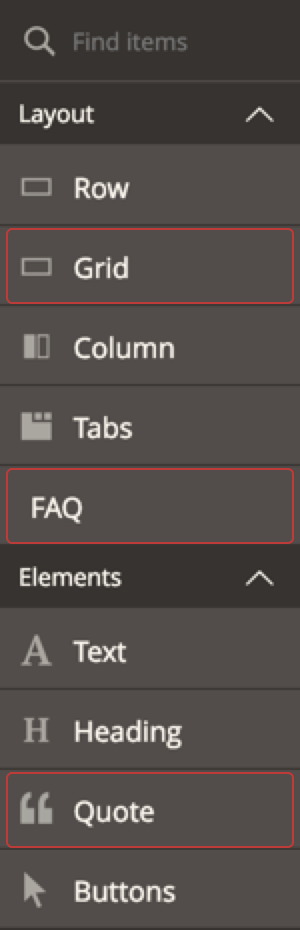 Find items
Layout
Row
Grid
Column
Tabs
FAQ
Elements
Text
Heading
Quote
Buttons